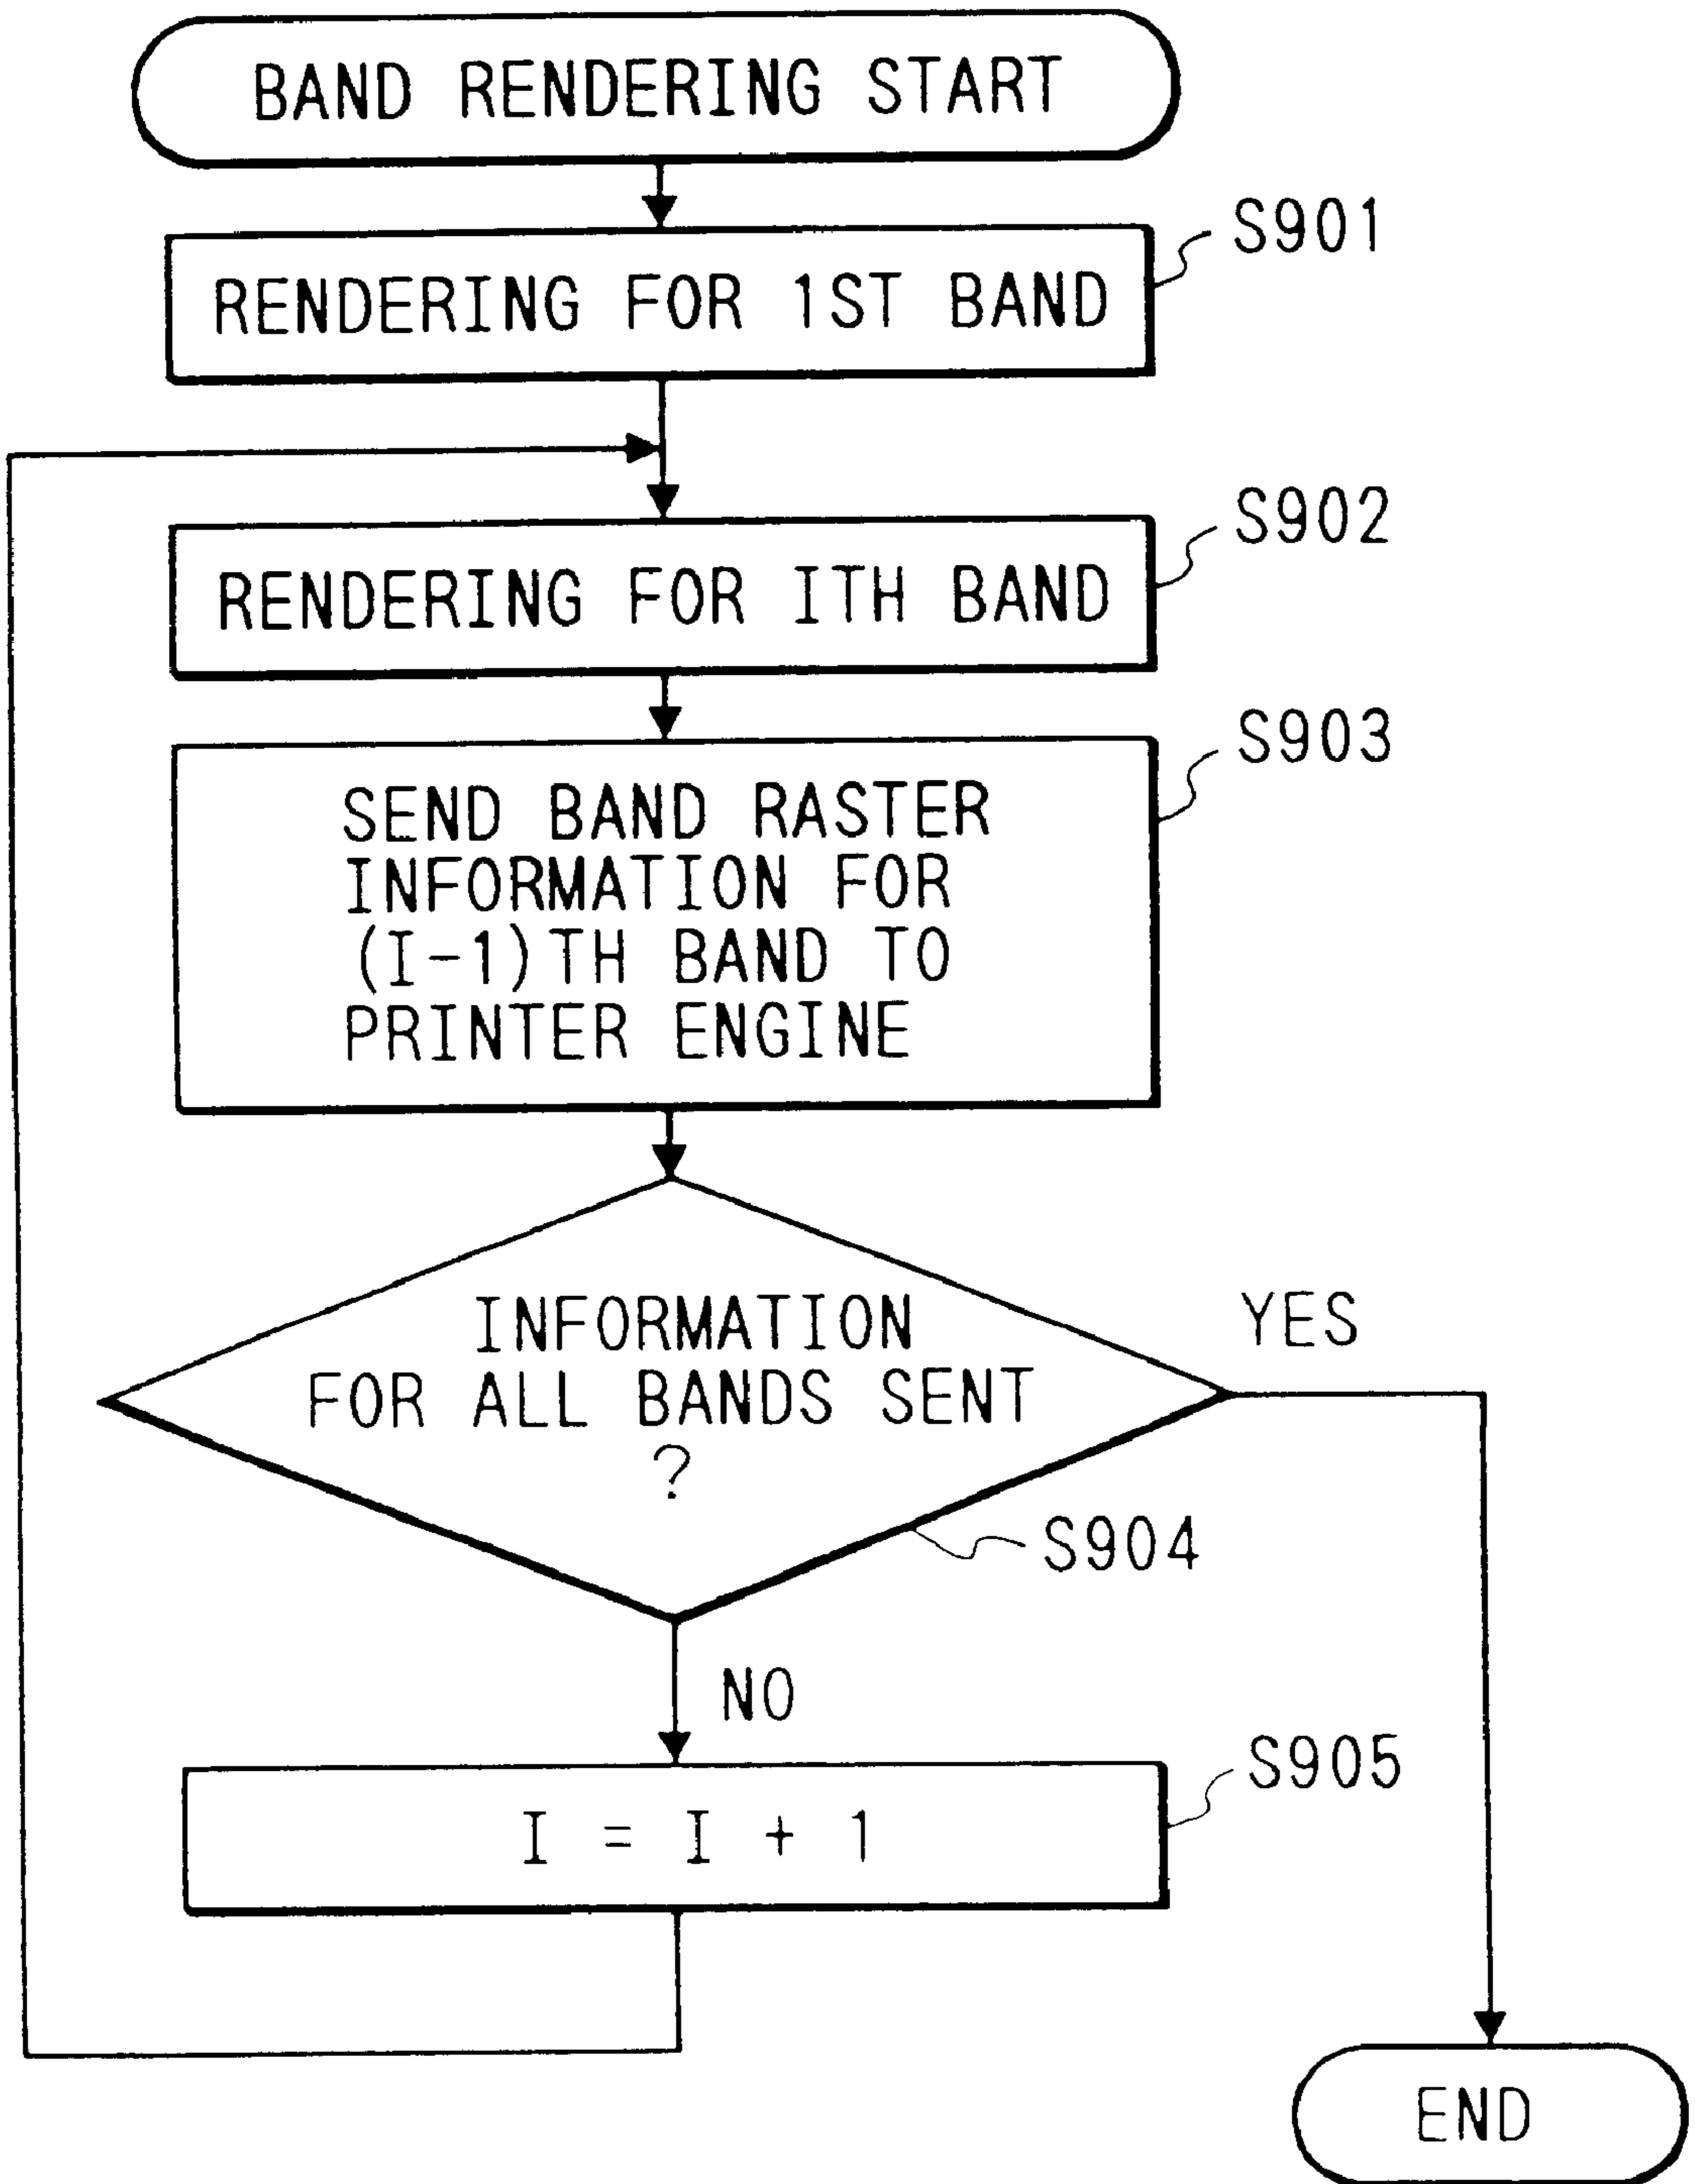 BAND RENDERING START
S901
RENDERING FOR 1ST BAND
S902
RENDERING FOR ITH BAND
S903
SEND BAND RASTER
INFORMATION FOR
(I-1)TH BAND TO
PRINTER ENGINE
INFORMATION
FOR ALL BANDS SENT
?
YES
S904
NO
S905
I = I + 1
END